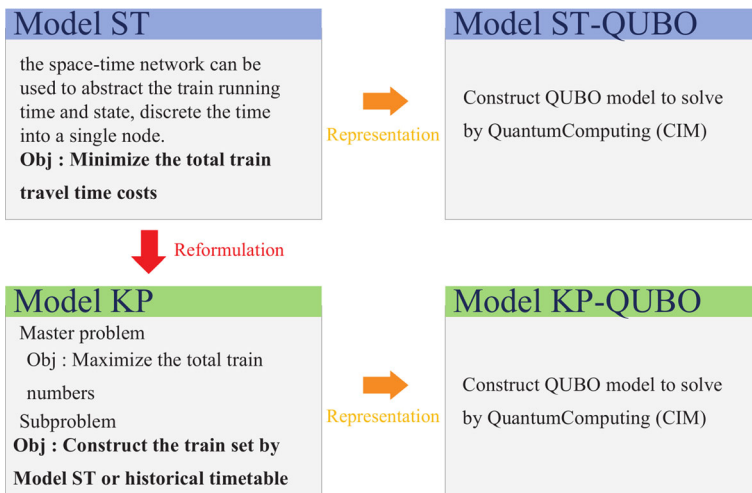 Model ST
the space-time network can be
used to abstract the train running
time and state, discrete the time
into a single node.
Obj : Minimize the total train
travel time costs
Representation
Model ST-QUBO
Construct QUBO model to solve
by QuantumComputing (CIM)
Reformulation
Model KP
Master problem
Obj : Maximize the total train
numbers
Subproblem
Obj : Construct the train set by
Model ST or historical timetable
Representation
Model KP-QUBO
Construct QUBO model to solve
by QuantumComputing (CIM)